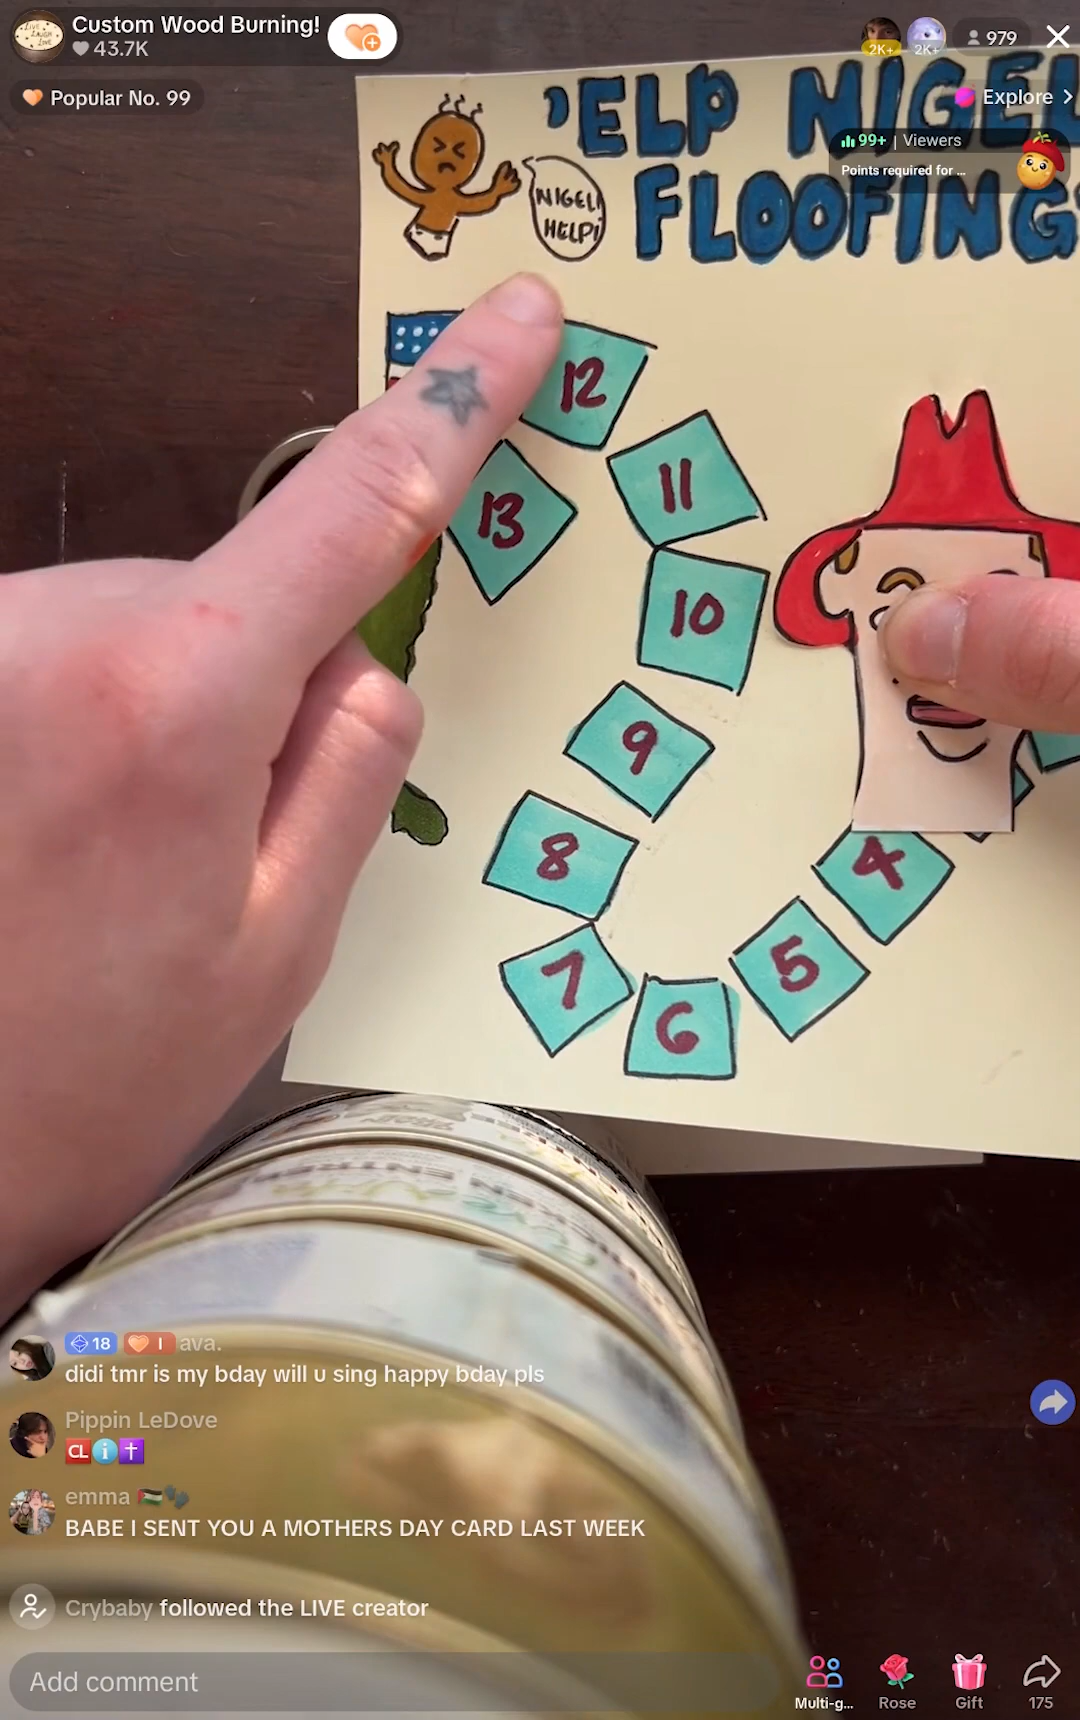 Custom Wood Burning!
43.7K
2K+
2K+
979
Popular No. 99
Explore
99+ | Viewers
Points required for ...
'ELP NIGEL
FLOOFING
NIGEL!
HELP!
12
11
13
10
9
8
4
7
5
6
18
I
ava.
didi tmr is my bday will u sing happy bday pls
Pippin LeDove
CL i ✝
emma 🇵🇸
BABE I SENT YOU A MOTHERS DAY CARD LAST WEEK
Crybaby followed the LIVE creator
Add comment
Multi-g...
Rose
Gift
175